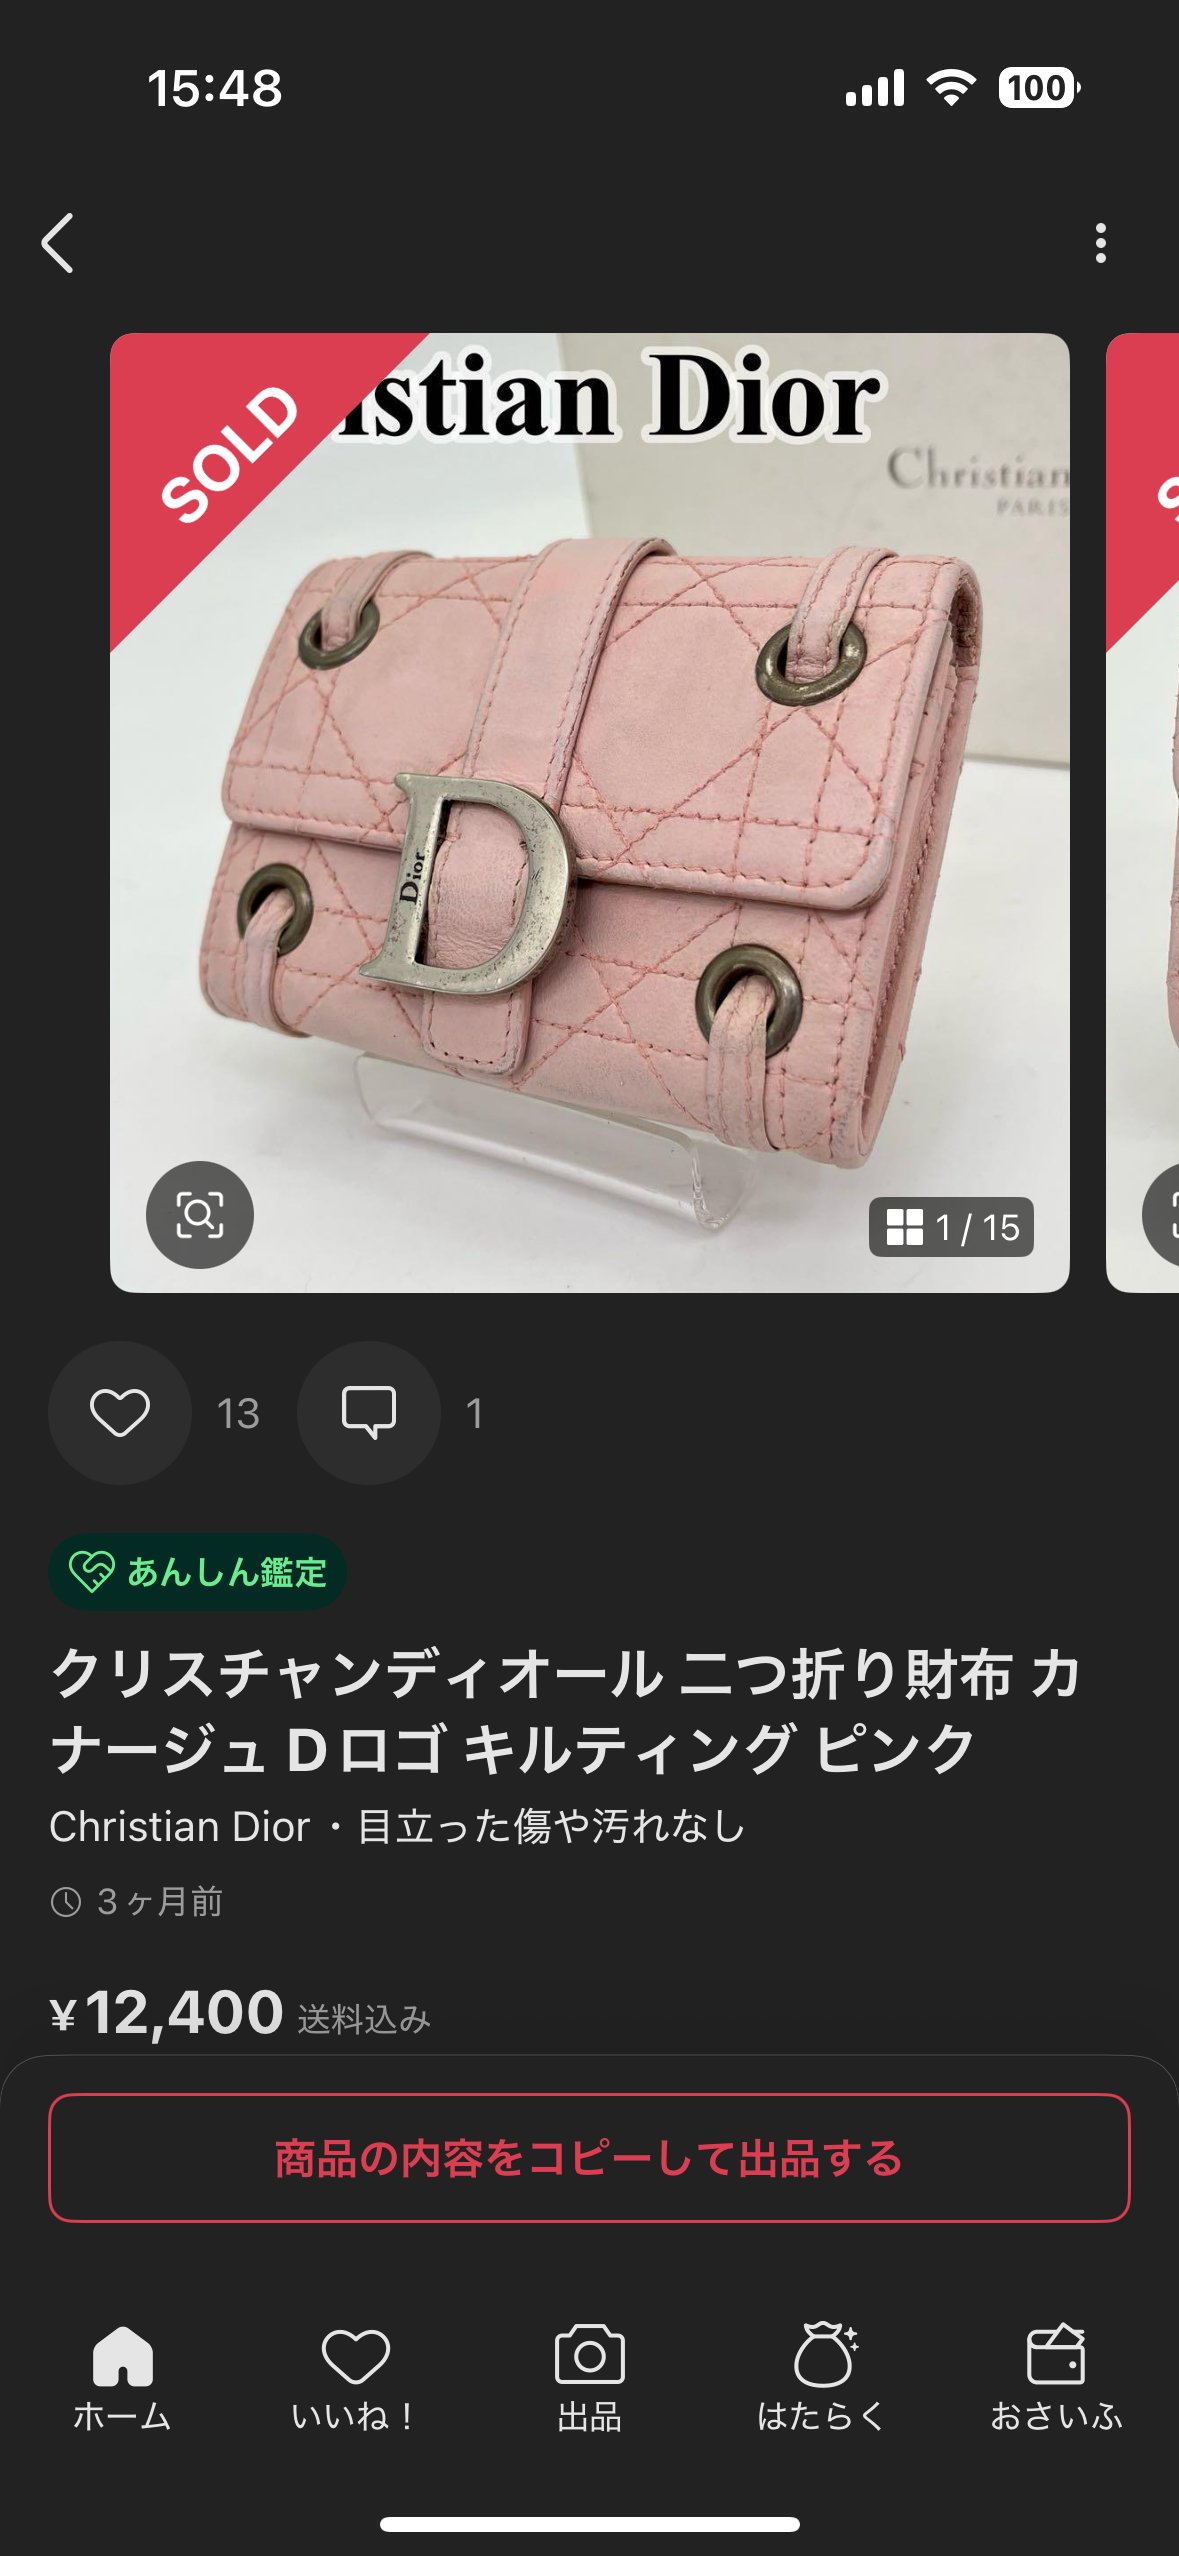 15:48
100
SOLD
istian Dior
Christian
PARIS
Dior
1 / 15
13
1
あんしん鑑定
クリスチャンディオール 二つ折り財布 カ
ナージュ Dロゴ キルティング ピンク
Christian Dior・目立った傷や汚れなし
3ヶ月前
¥12,400 送料込み
商品の内容をコピーして出品する
ホーム
いいね！
出品
はたらく
おさいふ